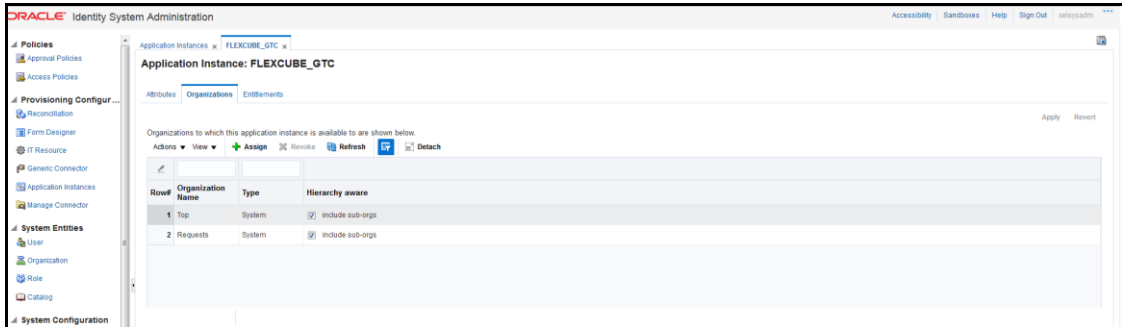 ORACLE Identity System Administration
Accessibility Sandboxes Help Sign Out xelsysadm
Policies
Approval Policies
Access Policies
Provisioning Configur...
Reconciliation
Form Designer
IT Resource
Generic Connector
Application Instances
Manage Connector
System Entities
User
Organization
Role
Catalog
System Configuration
Application Instances FLEXCUBE_GTC
Application Instance: FLEXCUBE_GTC
Attributes Organizations Entitlements
Apply Revert
Organizations to which this application instance is available to are shown below.
Actions View Assign Revoke Refresh Detach
Row# Organization Name Type Hierarchy aware
1 Top System include sub-orgs
2 Requests System include sub-orgs